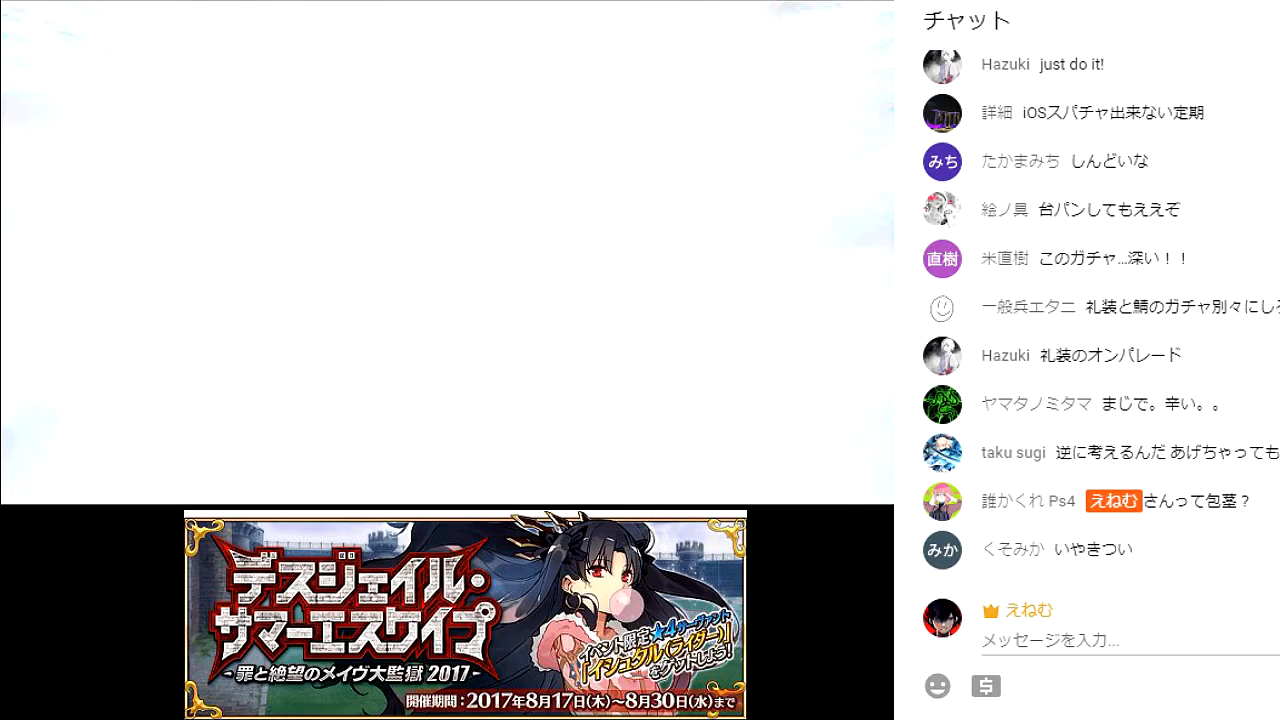 チャット
Hazuki just do it!
詳細 iOSスパチャ出来ない定期
みち たかまみち しんどいな
絵ノ具 台パンしてもええぞ
直樹 米直樹 このガチャ...深い！！
一般兵エタニ 礼装と鯖のガチャ別々にしろ
Hazuki 礼装のオンパレード
ヤマタノミタマ まじで。辛い。。
taku sugi 逆に考えるんだ あげちゃっても
誰かくれ Ps4 えねむさんって包茎？
みか くそみか いやきつい
えねむ
メッセージを入力...
デスジェイル・
サマーエスケイプ
-罪と絶望のメイヴ大監獄 2017-
イベント限定★4サーヴァント
「イシュタル(ライダー)」
をゲットしよう!
開催期間：2017年8月17日(木)～8月30日(水)まで